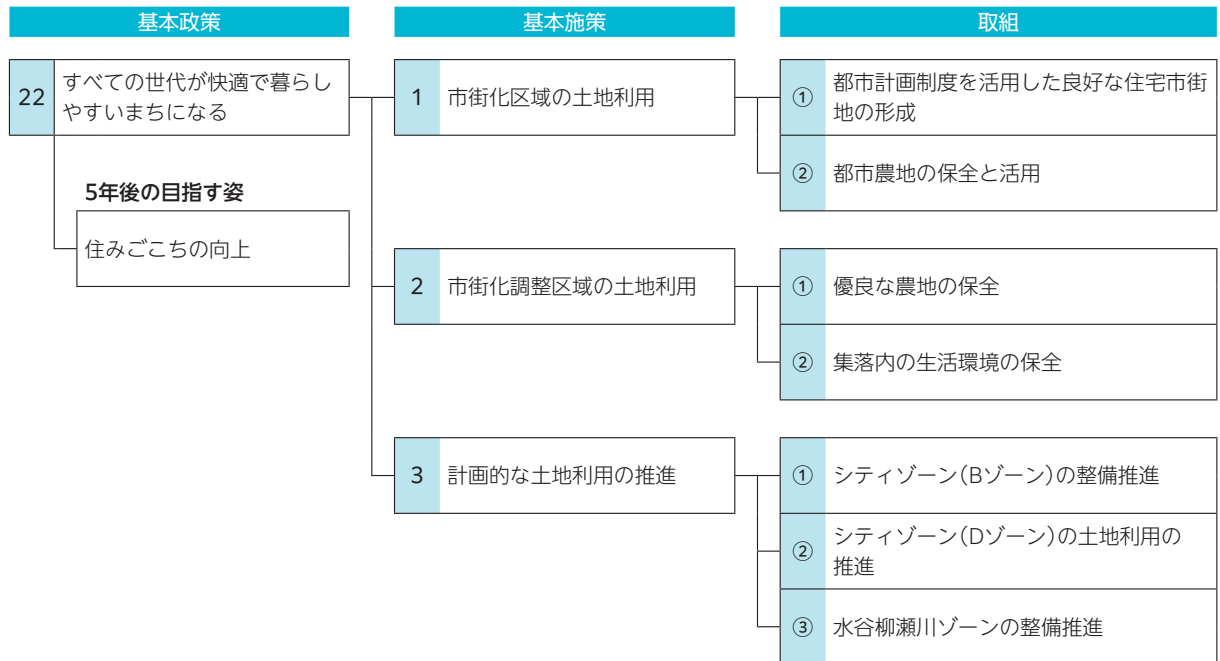 基本政策
基本施策
取組
22
すべての世代が快適で暮らし
やすいまちになる
5年後の目指す姿
住みごこちの向上
1
市街化区域の土地利用
①
都市計画制度を活用した良好な住宅市街
地の形成
②
都市農地の保全と活用
2
市街化調整区域の土地利用
①
優良な農地の保全
②
集落内の生活環境の保全
3
計画的な土地利用の推進
①
シティゾーン(Bゾーン)の整備推進
②
シティゾーン(Dゾーン)の土地利用の
推進
③
水谷柳瀬川ゾーンの整備推進